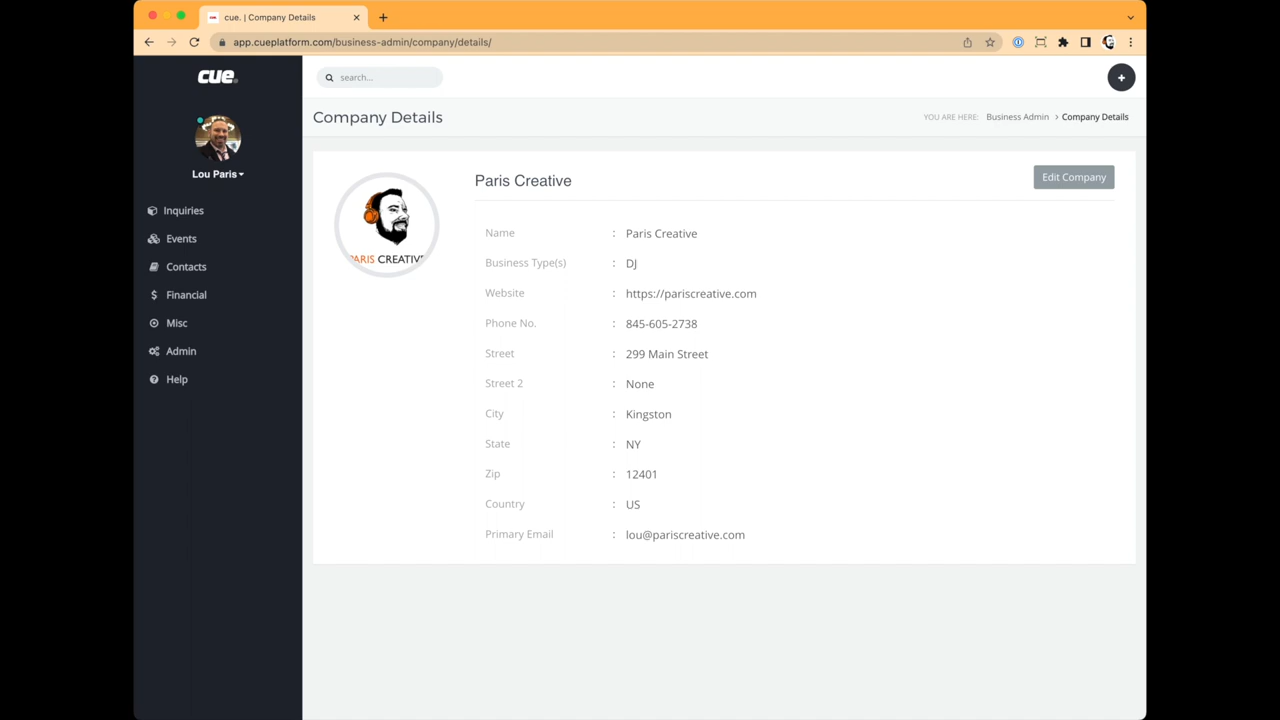 cue. | Company Details
app.cueplatform.com/business-admin/company/details/
cue.
search...
Lou Paris
Company Details
YOU ARE HERE: Business Admin > Company Details
Inquiries
Events
Contacts
Financial
Misc
Admin
Help
PARIS CREATIVE
Paris Creative
Edit Company
Name : Paris Creative
Business Type(s) : DJ
Website : https://pariscreative.com
Phone No. : 845-605-2738
Street : 299 Main Street
Street 2 : None
City : Kingston
State : NY
Zip : 12401
Country : US
Primary Email : lou@pariscreative.com